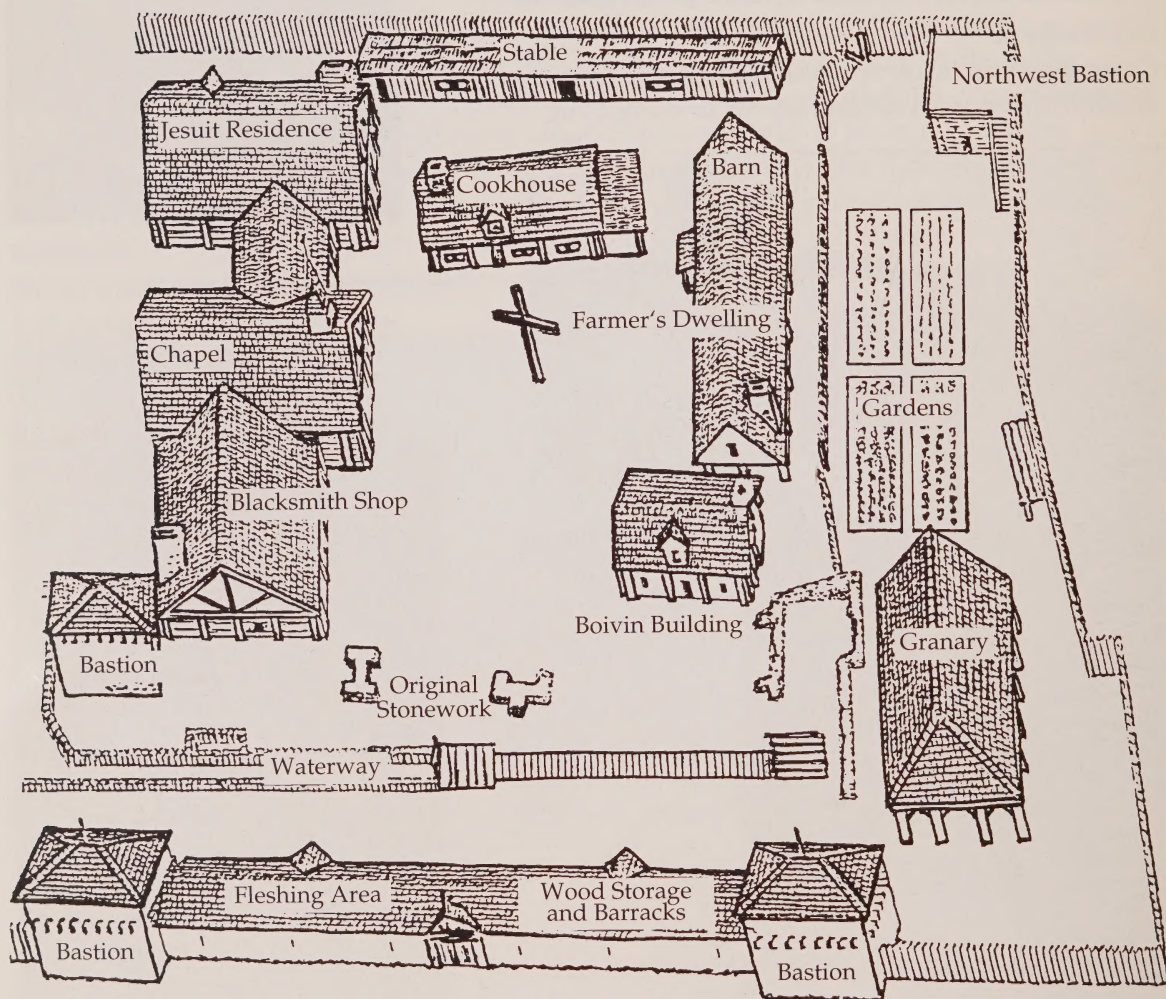 Stable
Northwest Bastion
Jesuit Residence
Cookhouse
Barn
Farmer's Dwelling
Chapel
Gardens
Blacksmith Shop
Boivin Building
Granary
Bastion
Original
Stonework
Waterway
Fleshing Area
Wood Storage
and Barracks
Bastion
Bastion